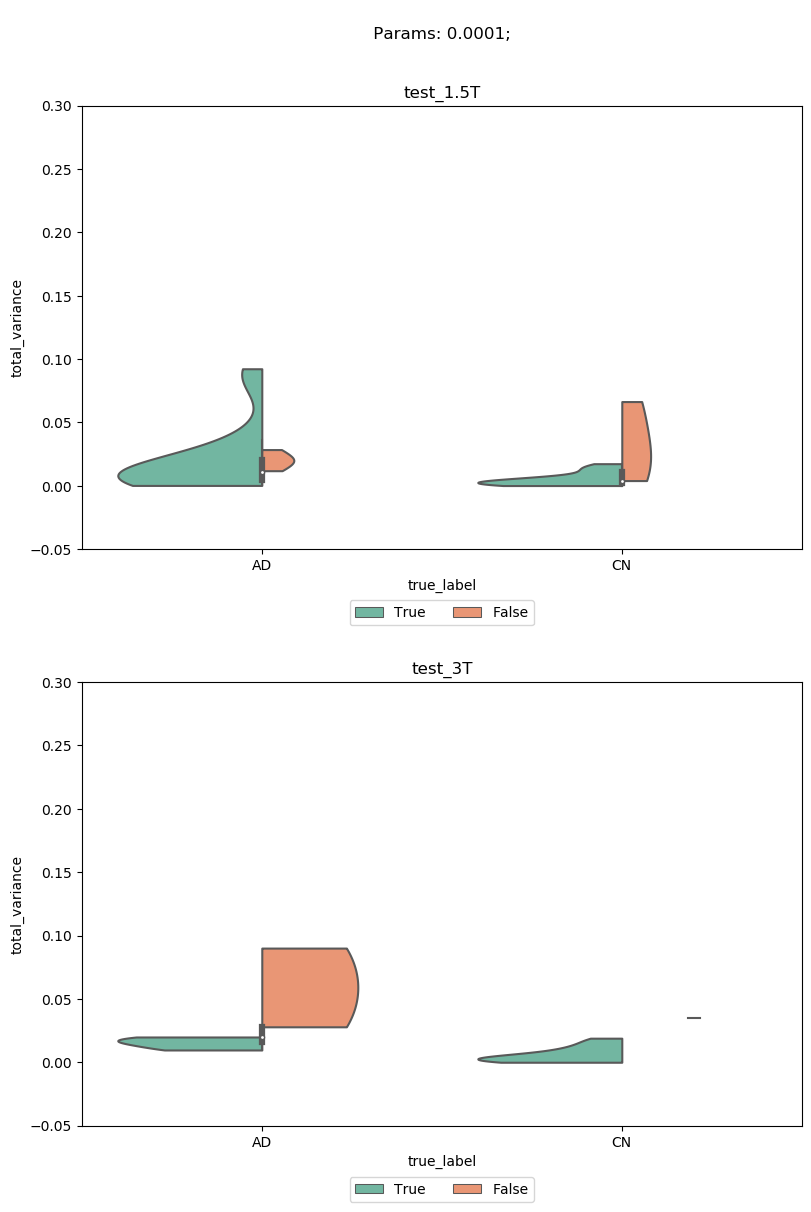 Params: 0.0001;
test_1.5T
0.30
0.25
0.20
0.15
0.10
0.05
0.00
−0.05
total_variance
AD CN
true_label
True False
test_3T
0.30
0.25
0.20
0.15
0.10
0.05
0.00
−0.05
total_variance
AD CN
true_label
True False